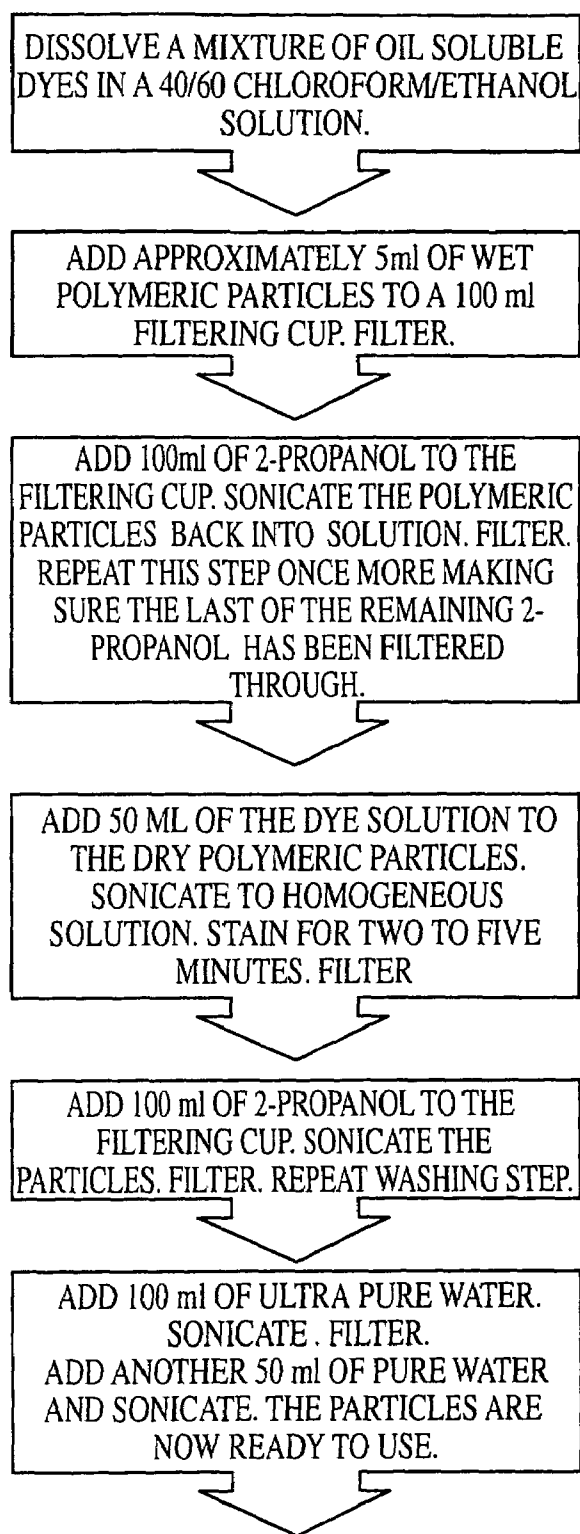 DISSOLVE A MIXTURE OF OIL SOLUBLE
DYES IN A 40/60 CHLOROFORM/ETHANOL
SOLUTION.
ADD APPROXIMATELY 5ml OF WET
POLYMERIC PARTICLES TO A 100 ml
FILTERING CUP. FILTER.
ADD 100ml OF 2-PROPANOL TO THE
FILTERING CUP. SONICATE THE POLYMERIC
PARTICLES BACK INTO SOLUTION. FILTER.
REPEAT THIS STEP ONCE MORE MAKING
SURE THE LAST OF THE REMAINING 2-
PROPANOL HAS BEEN FILTERED
THROUGH.
ADD 50 ML OF THE DYE SOLUTION TO
THE DRY POLYMERIC PARTICLES.
SONICATE TO HOMOGENEOUS
SOLUTION. STAIN FOR TWO TO FIVE
MINUTES. FILTER
ADD 100 ml OF 2-PROPANOL TO THE
FILTERING CUP. SONICATE THE
PARTICLES. FILTER. REPEAT WASHING STEP.
ADD 100 ml OF ULTRA PURE WATER.
SONICATE . FILTER.
ADD ANOTHER 50 ml OF PURE WATER
AND SONICATE. THE PARTICLES ARE
NOW READY TO USE.